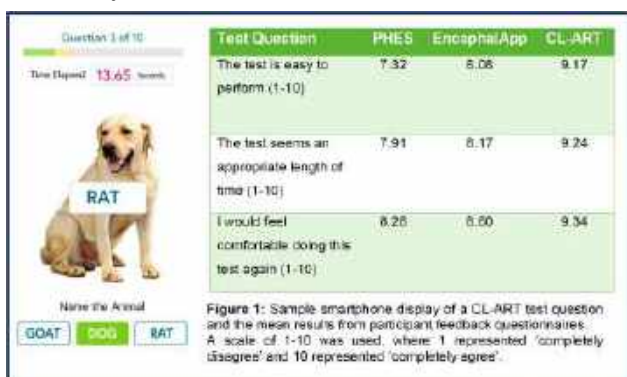 Question 3 of 10
Time Elapsed 13.65 Seconds
RAT
Name the Animal
GOAT DOG RAT
Test Question PHES EncephalApp CL-ART
The test is easy to 7.32 9.17
perform (1-10)
The test seems an 7.91 8.17 9.24
appropriate length of
time (1-10)
I would feel 8.26 9.34
comfortable doing this
test again (1-10)
Figure 1: Sample smartphone display of a CL-ART test question
and the mean results from participant feedback questionnaires.
A scale of 1-10 was used, where 1 represented 'completely
disagree' and 10 represented 'completely agree'.